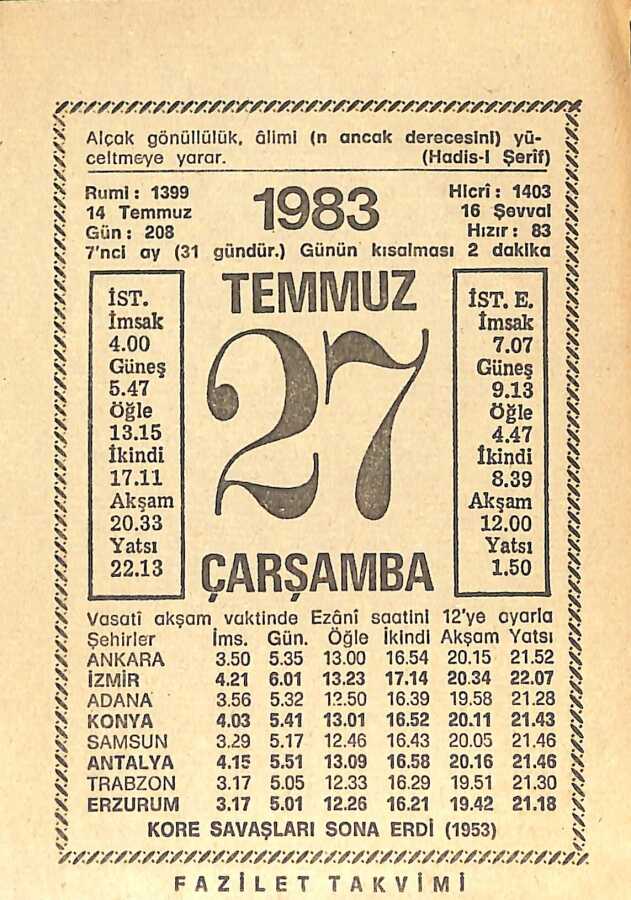 Alçak gönüllülük, âlimi (n ancak derecesini) yü-
celtmeye yarar. (Hadis-i Şerif)
Rumi : 1399
14 Temmuz
Gün : 208
1983
Hicrî : 1403
16 Şevval
Hızır : 83
7'nci ay (31 gündür.) Günün kısalması 2 dakika
İST.
İmsak
4.00
Güneş
5.47
Öğle
13.15
İkindi
17.11
Akşam
20.33
Yatsı
22.13
TEMMUZ
27
ÇARŞAMBA
İST. E.
İmsak
7.07
Güneş
9.13
Öğle
4.47
İkindi
8.39
Akşam
12.00
Yatsı
1.50
Vasatî akşam vaktinde Ezânî saatini 12'ye ayarla
Şehirler İms. Gün. Öğle İkindi Akşam Yatsı
ANKARA 3.50 5.35 13.00 16.54 20.15 21.52
İZMİR 4.21 6.01 13.23 17.14 20.34 22.07
ADANA 3.56 5.32 12.50 16.39 19.58 21.28
KONYA 4.03 5.41 13.01 16.52 20.11 21.43
SAMSUN 3.29 5.17 12.46 16.43 20.05 21.46
ANTALYA 4.15 5.51 13.09 16.58 20.16 21.46
TRABZON 3.17 5.05 12.33 16.29 19.51 21.30
ERZURUM 3.17 5.01 12.26 16.21 19.42 21.18
KORE SAVAŞLARI SONA ERDİ (1953)
FAZİLET TAKVİMİ